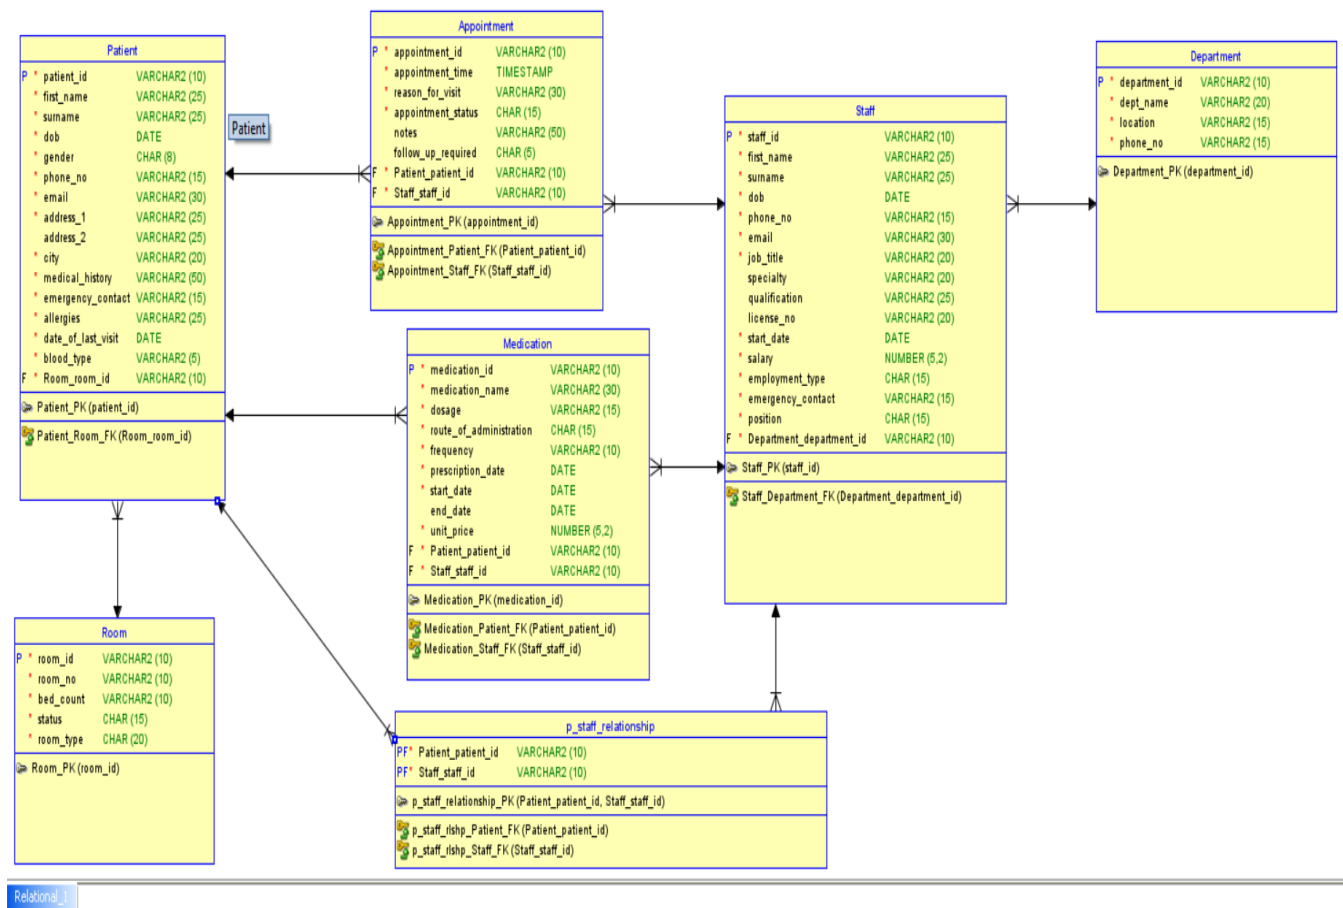 Patient
P * patient_id VARCHAR2 (10)
* first_name VARCHAR2 (25)
* surname VARCHAR2 (25)
* dob DATE
* gender CHAR (8)
* phone_no VARCHAR2 (15)
* email VARCHAR2 (30)
* address_1 VARCHAR2 (25)
address_2 VARCHAR2 (25)
* city VARCHAR2 (20)
* medical_history VARCHAR2 (50)
* emergency_contact VARCHAR2 (15)
* allergies VARCHAR2 (25)
* date_of_last_visit DATE
* blood_type VARCHAR2 (5)
F * Room_room_id VARCHAR2 (10)
Patient_PK (patient_id)
Patient_Room_FK (Room_room_id)
Patient
Appointment
P * appointment_id VARCHAR2 (10)
* appointment_time TIMESTAMP
* reason_for_visit VARCHAR2 (30)
* appointment_status CHAR (15)
notes VARCHAR2 (50)
follow_up_required CHAR (5)
F * Patient_patient_id VARCHAR2 (10)
F * Staff_staff_id VARCHAR2 (10)
Appointment_PK (appointment_id)
Appointment_Patient_FK (Patient_patient_id)
Appointment_Staff_FK (Staff_staff_id)
Staff
P * staff_id VARCHAR2 (10)
* first_name VARCHAR2 (25)
* surname VARCHAR2 (25)
* dob DATE
* phone_no VARCHAR2 (15)
* email VARCHAR2 (30)
* job_title VARCHAR2 (20)
specialty VARCHAR2 (20)
qualification VARCHAR2 (25)
license_no VARCHAR2 (20)
* start_date DATE
* salary NUMBER (5,2)
* employment_type CHAR (15)
* emergency_contact VARCHAR2 (15)
* position CHAR (15)
F * Department_department_id VARCHAR2 (10)
Staff_PK (staff_id)
Staff_Department_FK (Department_department_id)
Department
P * department_id VARCHAR2 (10)
* dept_name VARCHAR2 (20)
* location VARCHAR2 (15)
* phone_no VARCHAR2 (15)
Department_PK (department_id)
Medication
P * medication_id VARCHAR2 (10)
* medication_name VARCHAR2 (30)
* dosage VARCHAR2 (15)
* route_of_administration CHAR (15)
* frequency VARCHAR2 (10)
* prescription_date DATE
* start_date DATE
end_date DATE
* unit_price NUMBER (5,2)
F * Patient_patient_id VARCHAR2 (10)
F * Staff_staff_id VARCHAR2 (10)
Medication_PK (medication_id)
Medication_Patient_FK (Patient_patient_id)
Medication_Staff_FK (Staff_staff_id)
Room
P * room_id VARCHAR2 (10)
* room_no VARCHAR2 (10)
* bed_count VARCHAR2 (10)
* status CHAR (15)
* room_type CHAR (20)
Room_PK (room_id)
p_staff_relationship
PF* Patient_patient_id VARCHAR2 (10)
PF* Staff_staff_id VARCHAR2 (10)
p_staff_relationship_PK (Patient_patient_id, Staff_staff_id)
p_staff_rlshp_Patient_FK (Patient_patient_id)
p_staff_rlshp_Staff_FK (Staff_staff_id)
Relational_1